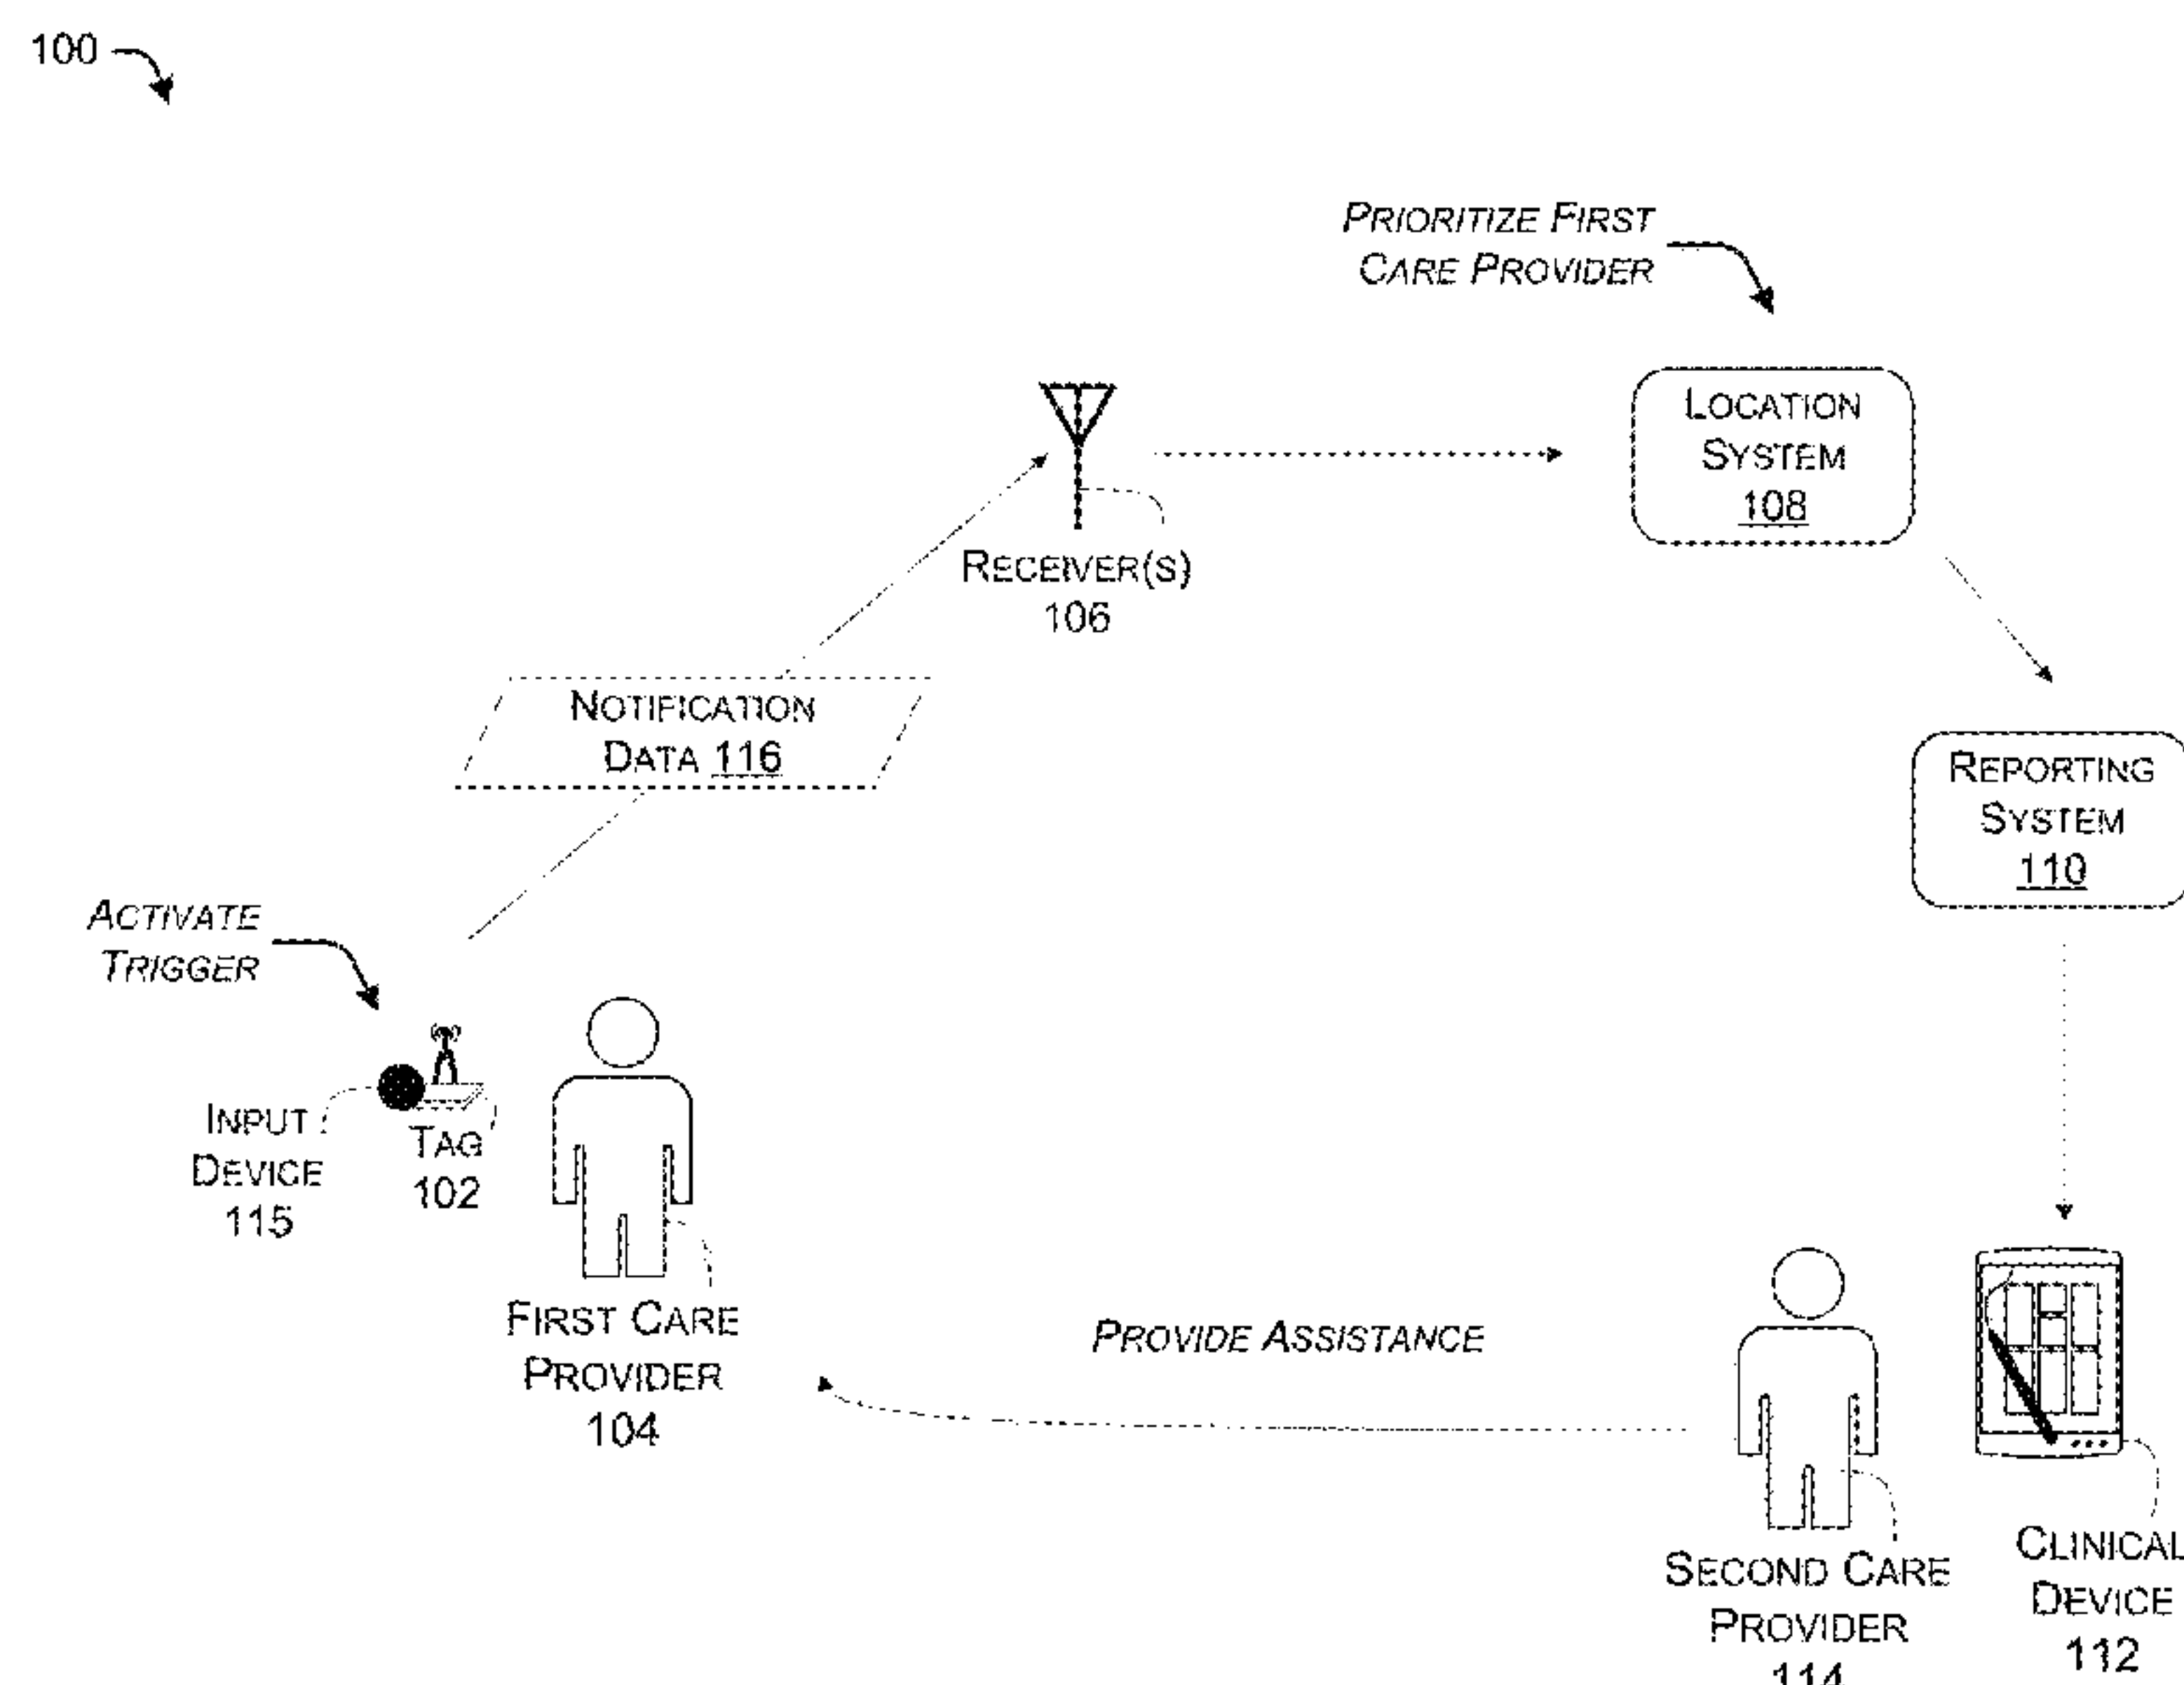 100
PRIORITIZE FIRST
CARE PROVIDER
LOCATION
SYSTEM
108
RECEIVER(S)
106
NOTIFICATION
DATA 116
REPORTING
SYSTEM
110
ACTIVATE
TRIGGER
INPUT
DEVICE
115
TAG
102
FIRST CARE
PROVIDER
104
PROVIDE ASSISTANCE
SECOND CARE
PROVIDER
114
CLINICAL
DEVICE
112